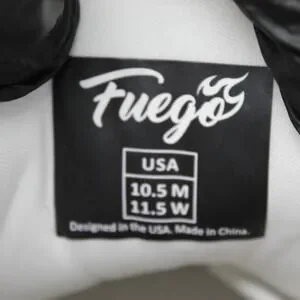 Fuego
USA
10.5 M
11.5 W
Designed in the USA. Made in China.